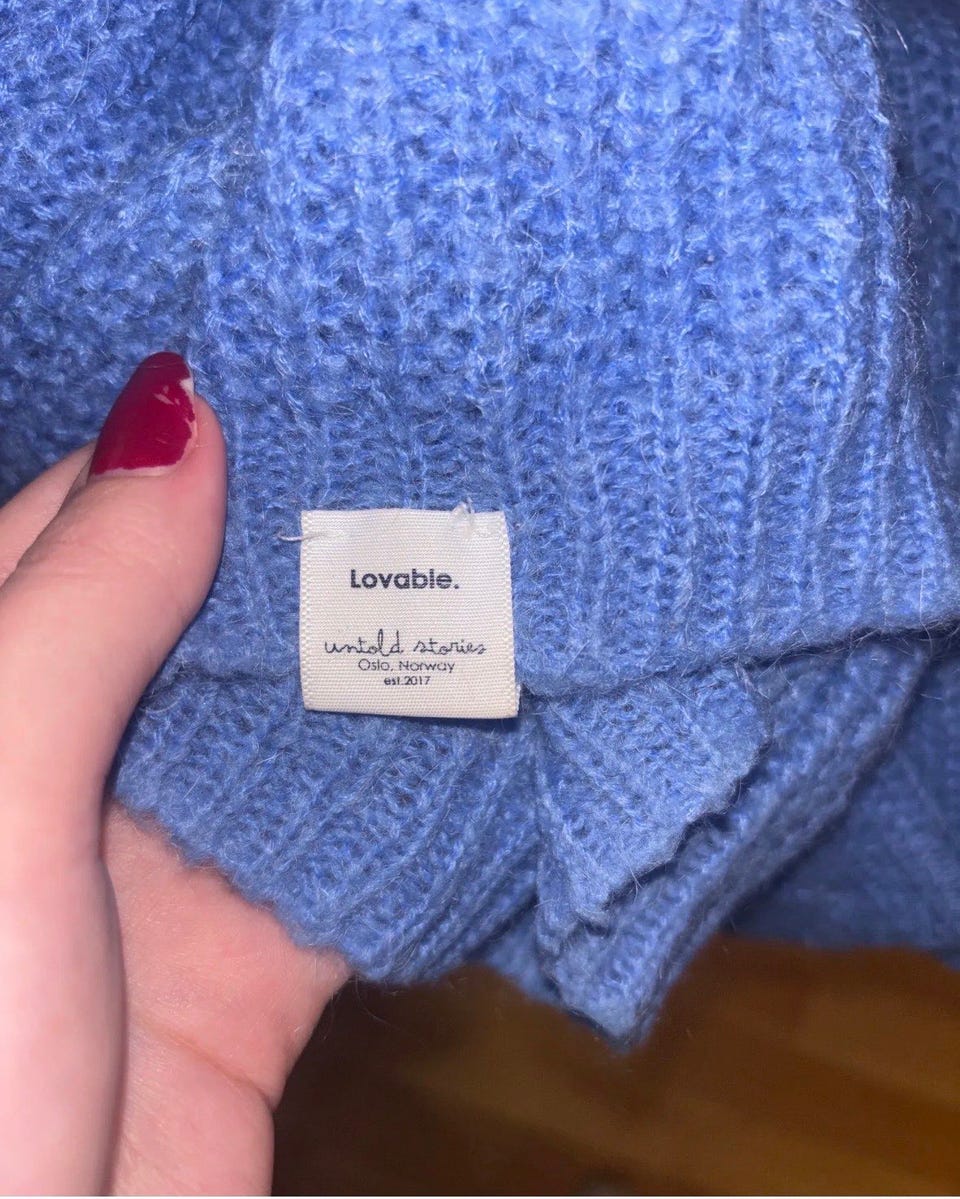 Lovable.
untold stories
Oslo, Norway
est.2017